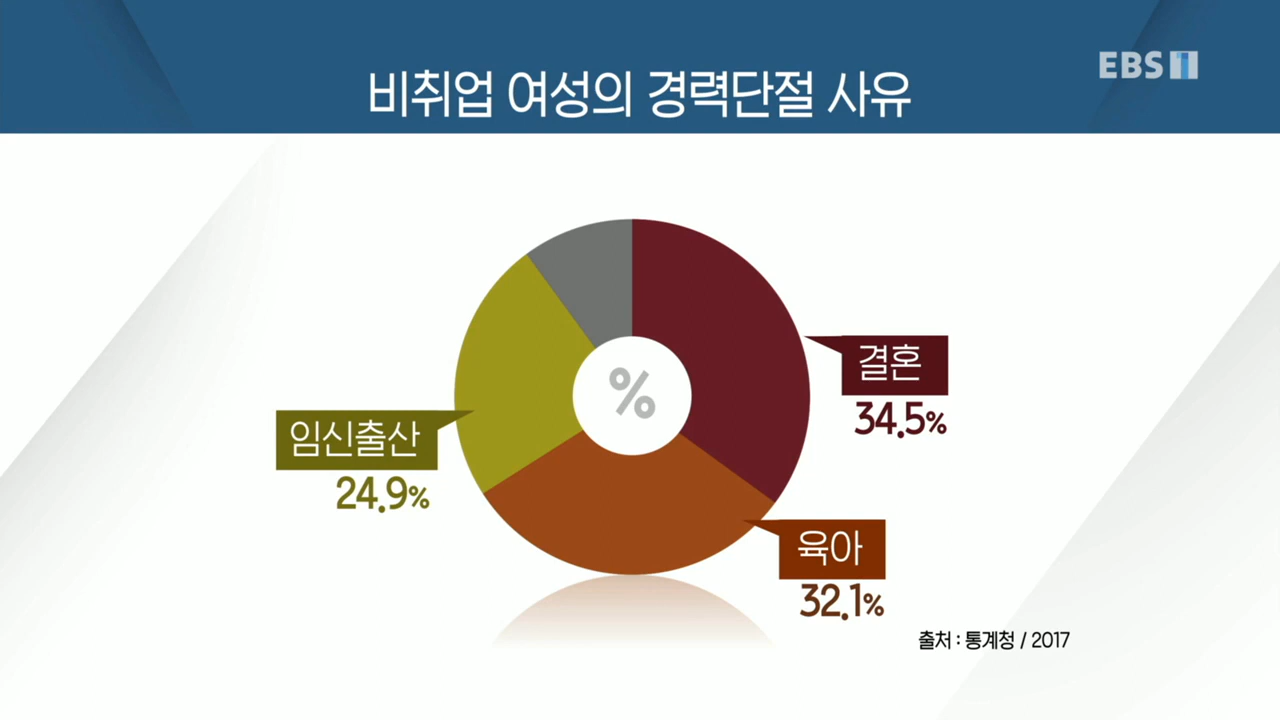 비취업 여성의 경력단절 사유
EBS 1
%
결혼
34.5%
임신출산
24.9%
육아
32.1%
출처 : 통계청 / 2017